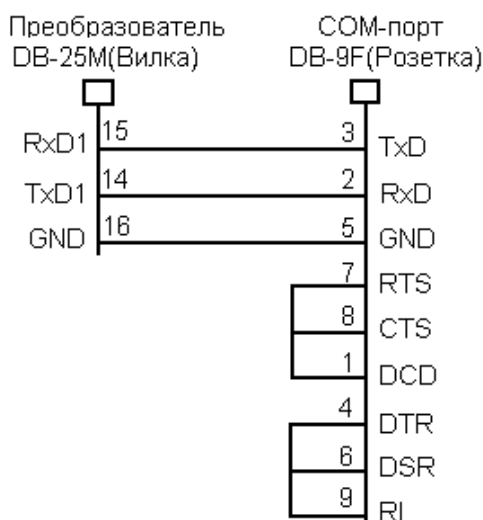 Преобразователь COM-порт
DB-25M(Вилка) DB-9F(Розетка)
RxD1 15 3 TxD
TxD1 14 2 RxD
GND 16 5 GND
7 RTS
8 CTS
1 DCD
4 DTR
6 DSR
9 RI